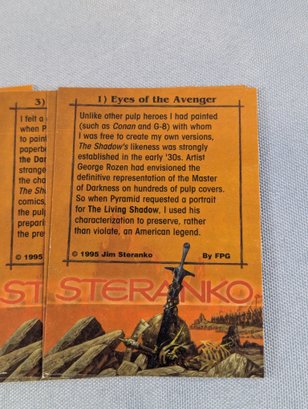 3)
I felt a
when P
to paint
paperb
the Dar
strange
the cha
The Sh
comics,
the pulp
prepari
the pres
© 1995
ST
1) Eyes of the Avenger
Unlike other pulp heroes I had painted
(such as Conan and G-8) with whom
I was free to create my own versions,
The Shadow's likeness was strongly
established in the early '30s. Artist
George Rozen had envisioned the
definitive representation of the Master
of Darkness on hundreds of pulp covers.
So when Pyramid requested a portrait
for The Living Shadow, I used his
characterization to preserve, rather
than violate, an American legend.
© 1995 Jim Steranko By FPG
STERANKO